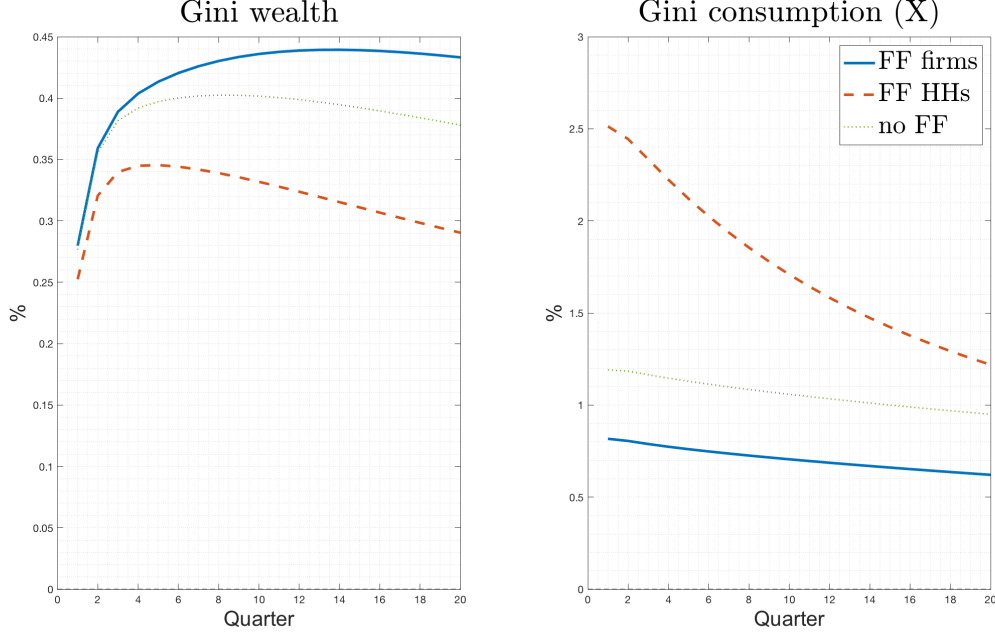 Gini wealth
0.45
0.4
0.35
0.3
0.25
0.2
0.15
0.1
0.05
0
%
0 2 4 6 8 10 12 14 16 18 20
Quarter
Gini consumption (X)
3
2.5
2
1.5
1
0.5
0
%
FF firms
FF HHs
no FF
0 2 4 6 8 10 12 14 16 18 20
Quarter